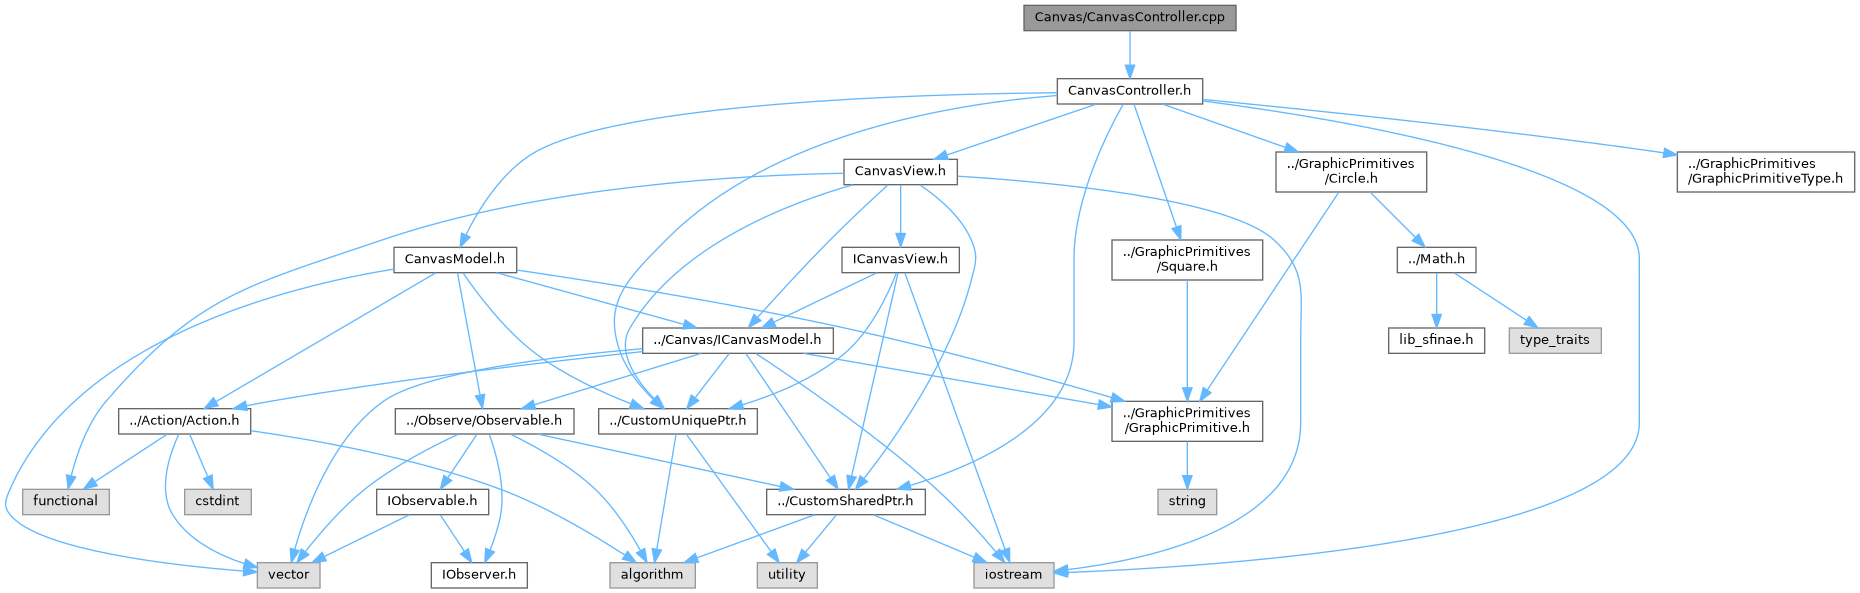 Canvas/CanvasController.cpp
CanvasController.h
../GraphicPrimitives
/Circle.h
../GraphicPrimitives
/GraphicPrimitiveType.h
CanvasView.h
CanvasModel.h
ICanvasView.h
../GraphicPrimitives
/Square.h
../Math.h
../Canvas/ICanvasModel.h
lib_sfinae.h
type_traits
../Action/Action.h
../Observe/Observable.h
../CustomUniquePtr.h
../GraphicPrimitives
/GraphicPrimitive.h
functional
cstdint
IObservable.h
../CustomSharedPtr.h
string
vector
IObserver.h
algorithm
utility
iostream